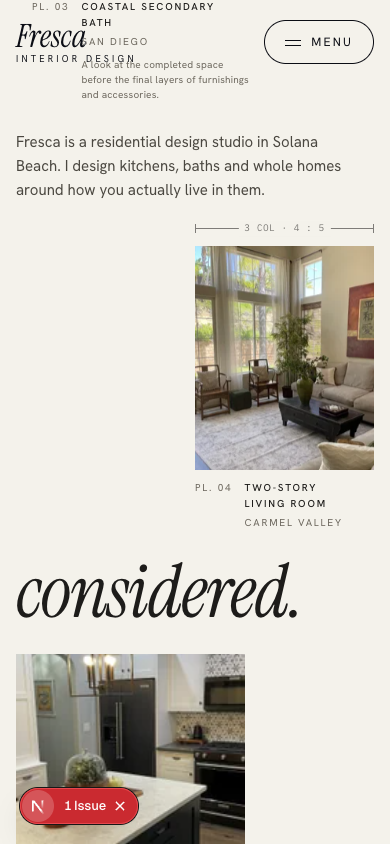 PL. 03 COASTAL SECONDARY
BATH
Fresca
SAN DIEGO
MENU
INTERIOR DESIGN
A look at the completed space
before the final layers of furnishings
and accessories.
Fresca is a residential design studio in Solana
Beach. I design kitchens, baths and whole homes
around how you actually live in them.
3 COL · 4 : 5
PL. 04 TWO-STORY
LIVING ROOM
CARMEL VALLEY
considered.
N 1 Issue